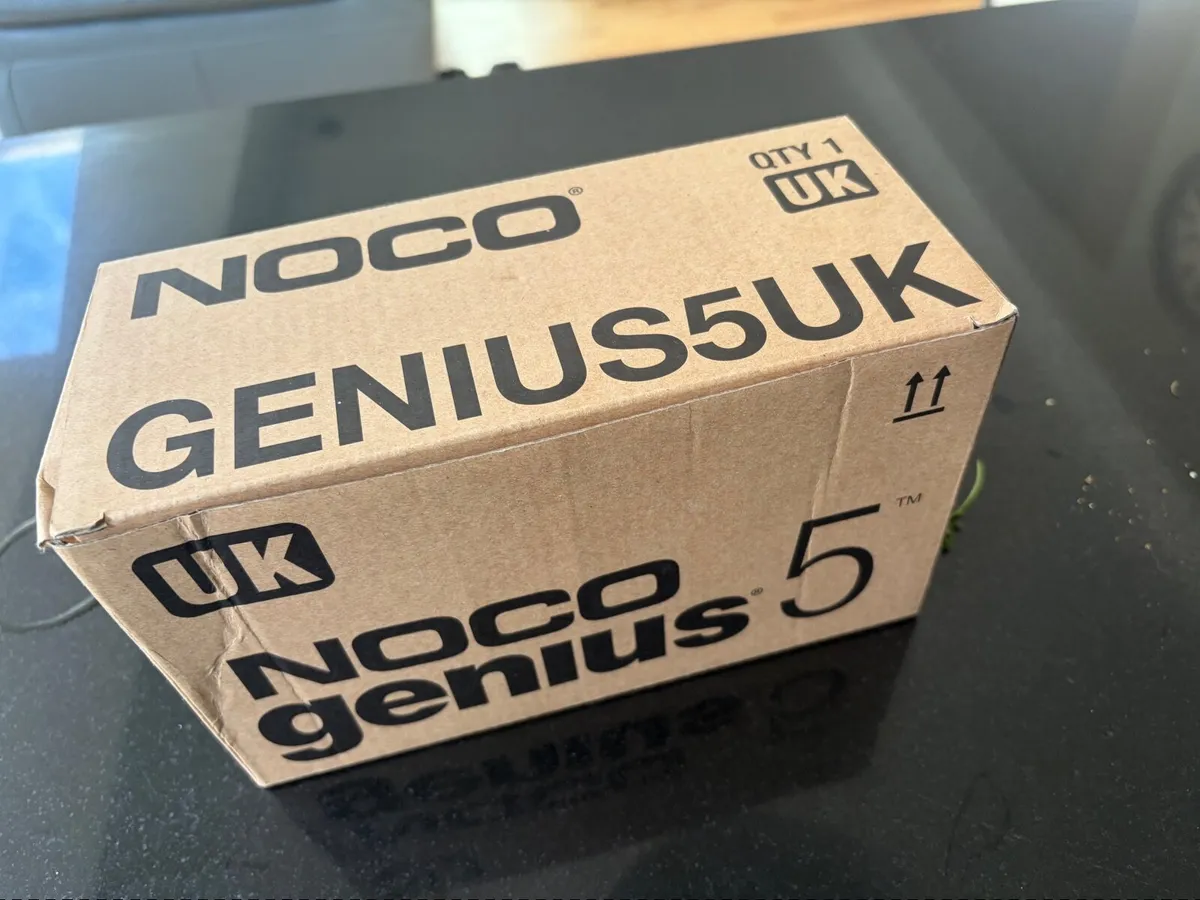 NOCO®
QTY 1
UK
GENIUS5UK
UK
NOCO
genius® 5™